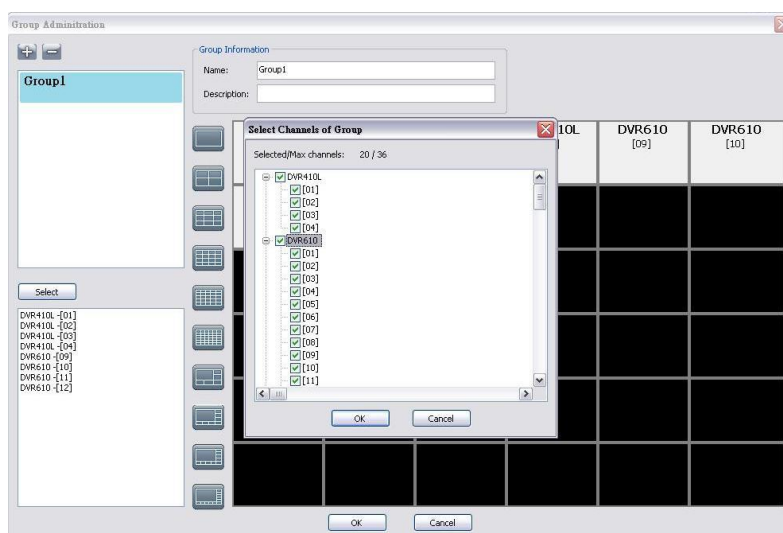 Group Adminitration
Group1
Group Information
Name: Group1
Description:
Select
DVR410L -[01]
DVR410L -[02]
DVR410L -[03]
DVR410L -[04]
DVR610 -[09]
DVR610 -[10]
DVR610 -[11]
DVR610 -[12]
10L
DVR610
[09]
DVR610
[10]
Select Channels of Group
Selected/Max channels: 20 / 36
DVR410L
[01]
[02]
[03]
[04]
DVR610
[01]
[02]
[03]
[04]
[05]
[06]
[07]
[08]
[09]
[10]
[11]
OK Cancel
OK Cancel